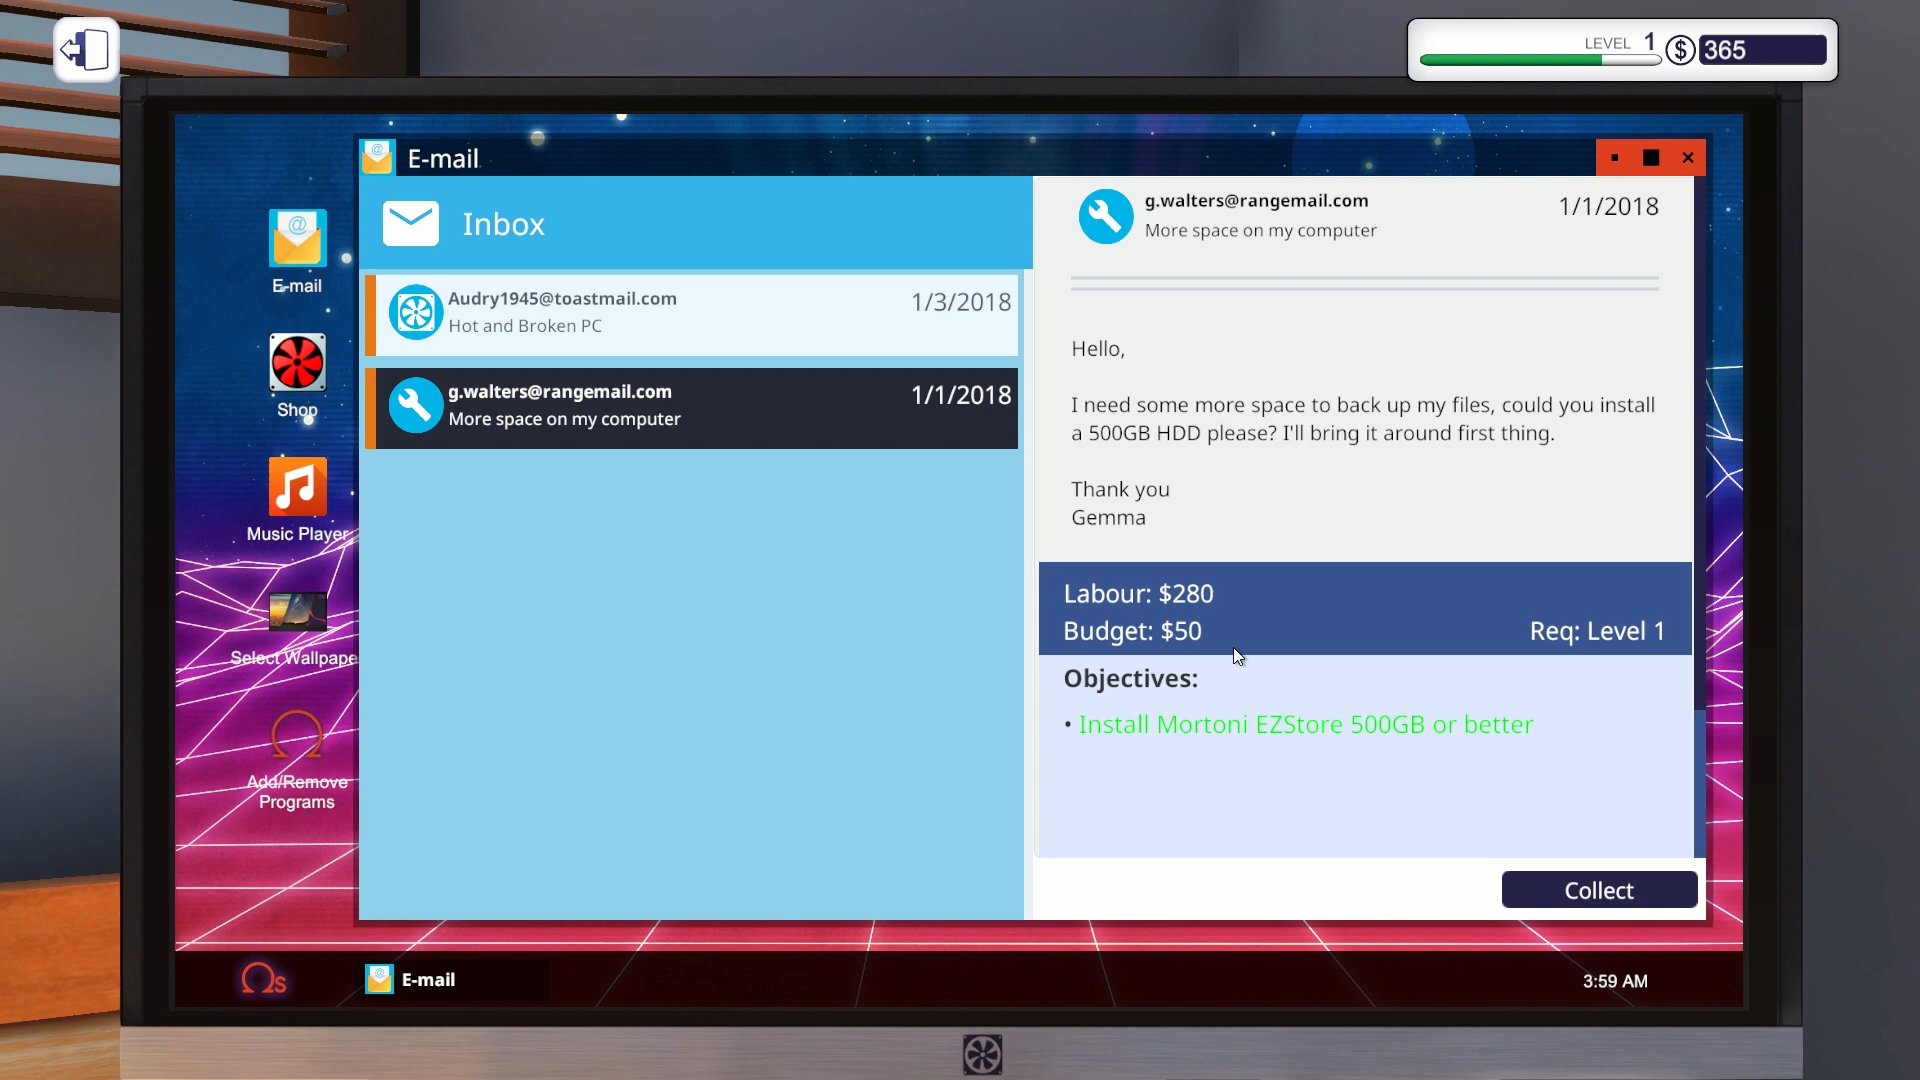 LEVEL 1
$ 365
E-mail
Inbox
Audry1945@toastmail.com
1/3/2018
Hot and Broken PC
g.walters@rangemail.com
1/1/2018
More space on my computer
g.walters@rangemail.com
1/1/2018
More space on my computer
Hello,
I need some more space to back up my files, could you install
a 500GB HDD please? I'll bring it around first thing.
Thank you
Gemma
Labour: $280
Budget: $50
Req: Level 1
Objectives:
• Install Mortoni EZStore 500GB or better
Collect
E-mail
Shop
Music Player
Select Wallpape
Add/Remove
Programs
Ωs
E-mail
3:59 AM